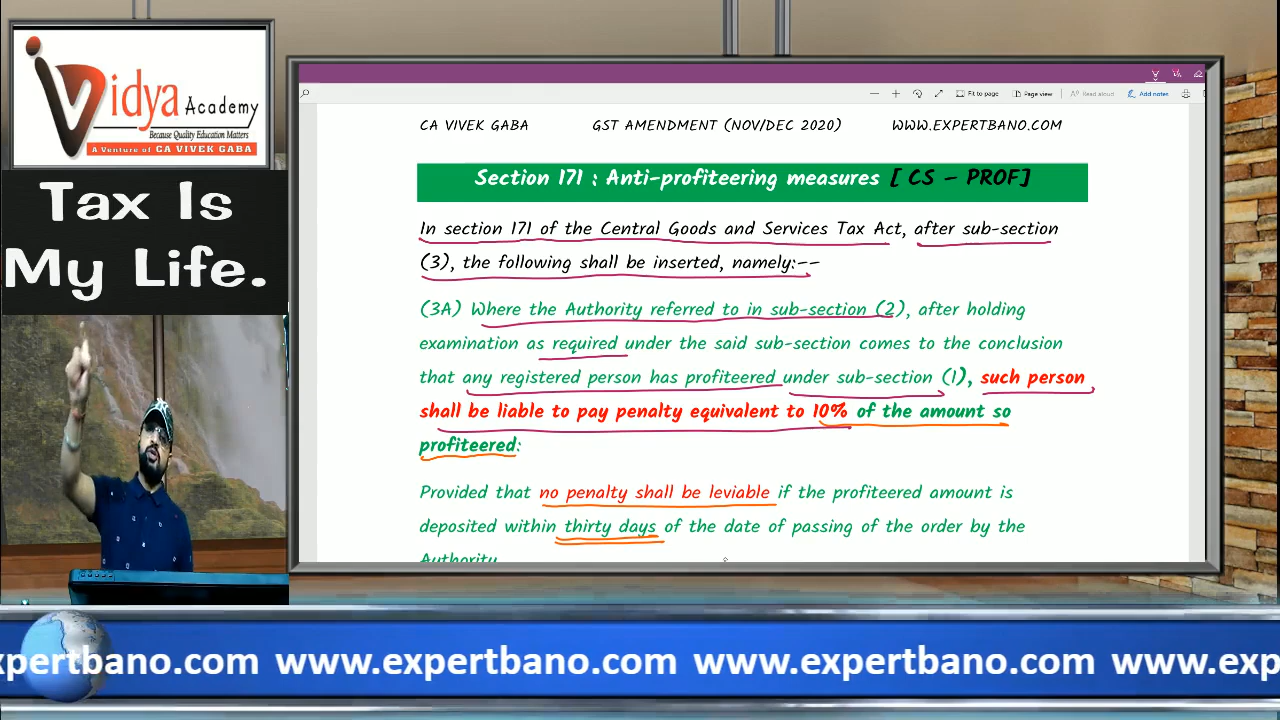 Vidya Academy
Because Quality Education Matters
A Venture of CA VIVEK GABA
Tax Is
My Life.
Fit to page
Page view
Read aloud
Add notes
CA VIVEK GABA GST AMENDMENT (NOV/DEC 2020) WWW.EXPERTBANO.COM
Section 171 : Anti-profiteering measures [ CS – PROF]
In section 171 of the Central Goods and Services Tax Act, after sub-section
(3), the following shall be inserted, namely:--
(3A) Where the Authority referred to in sub-section (2), after holding
examination as required under the said sub-section comes to the conclusion
that any registered person has profiteered under sub-section (1), such person
shall be liable to pay penalty equivalent to 10% of the amount so
profiteered:
Provided that no penalty shall be leviable if the profiteered amount is
deposited within thirty days of the date of passing of the order by the
Authority
xpertbano.com www.expertbano.com www.expertbano.com www.exp